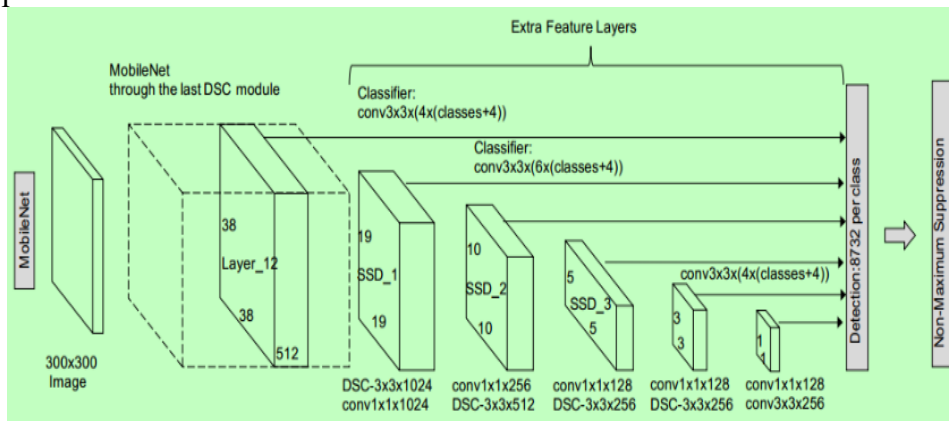 Extra Feature Layers
MobileNet
through the last DSC module
Classifier:
conv3x3x(4x(classes+4))
Classifier:
conv3x3x(6x(classes+4))
MobileNet
38
Layer_12
38
512
19
SSD_1
19
10
SSD_2
10
5
SSD_3
5
conv3x3x(4x(classes+4))
3
3
1
1
Detection:8732 per class
Non-Maximum Suppression
300x300
Image
DSC-3x3x1024
conv1x1x1024
conv1x1x256
DSC-3x3x512
conv1x1x128
DSC-3x3x256
conv1x1x128
DSC-3x3x256
conv1x1x128
conv3x3x256